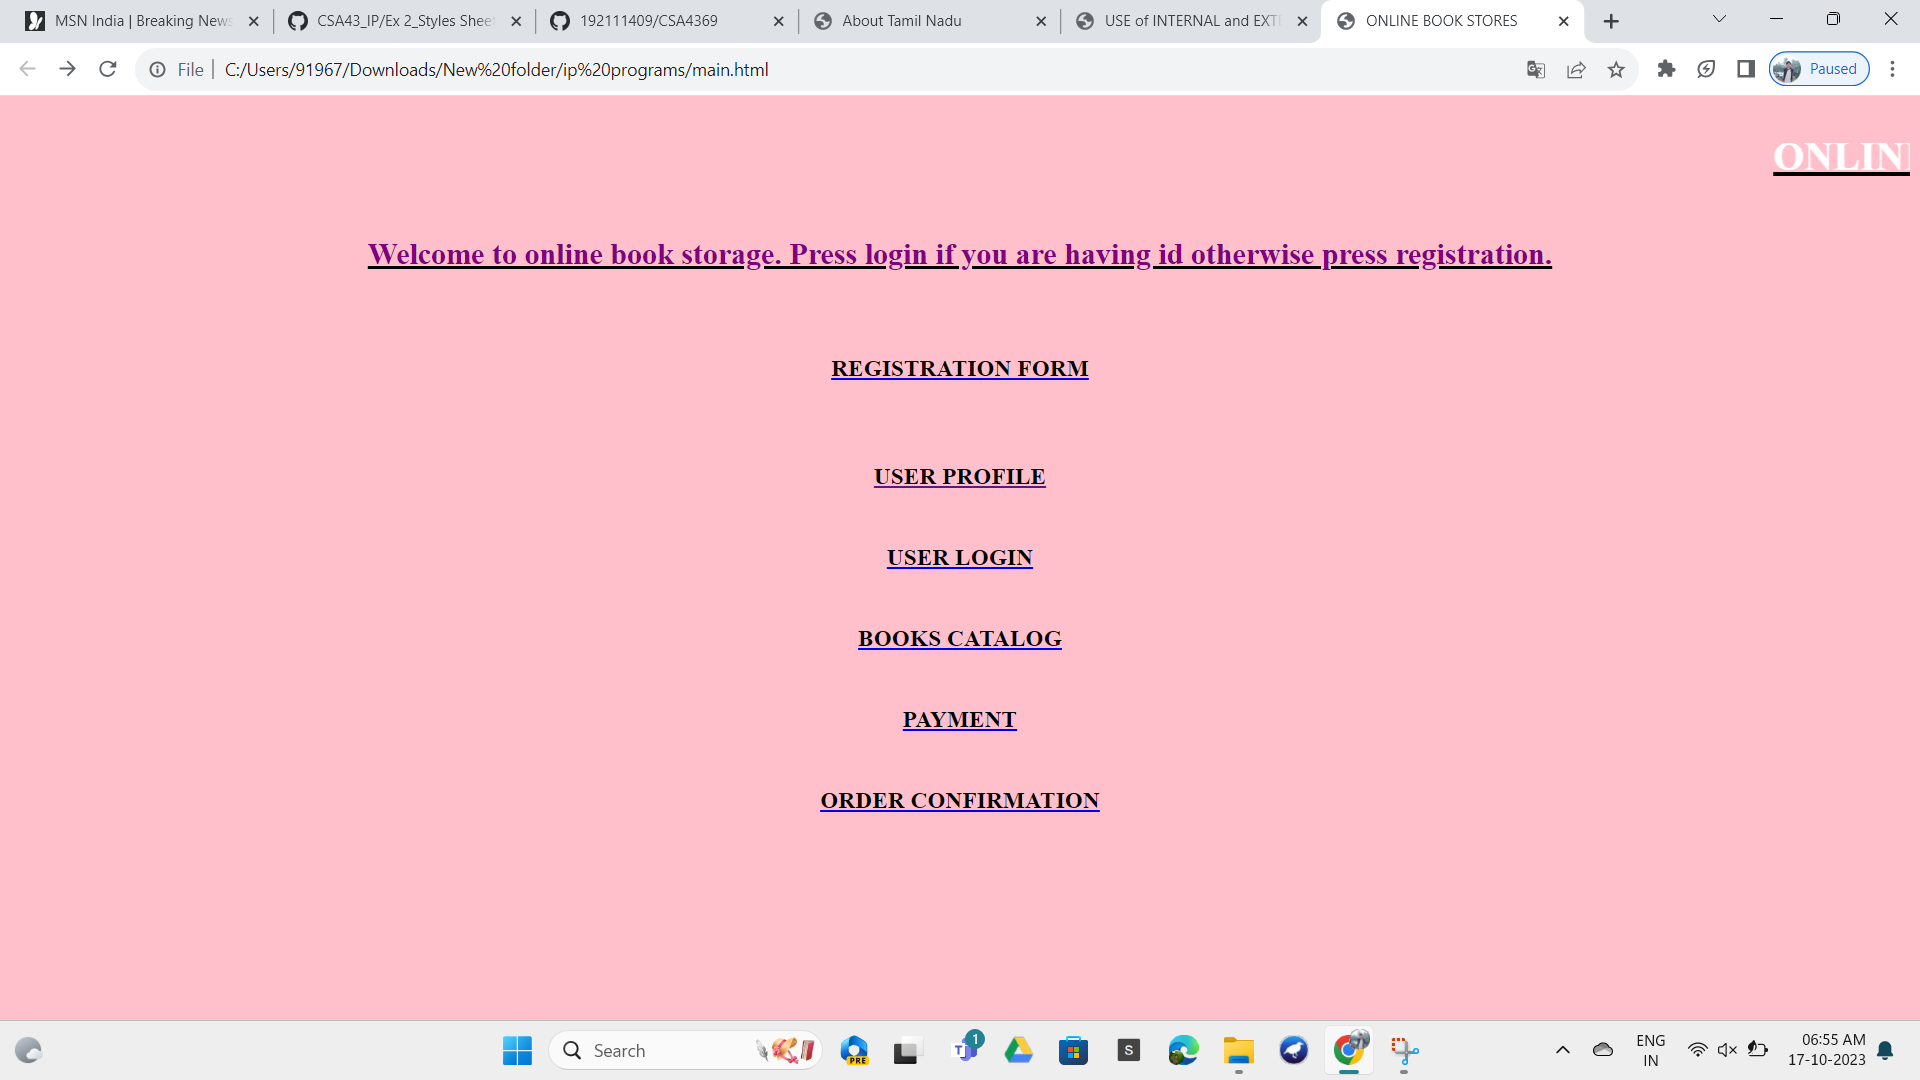 MSN India | Breaking News
CSA43_IP/Ex 2_Styles Sheet
192111409/CSA4369
About Tamil Nadu
USE of INTERNAL and EXT
ONLINE BOOK STORES
File
C:/Users/91967/Downloads/New%20folder/ip%20programs/main.html
Paused
ONLIN
Welcome to online book storage. Press login if you are having id otherwise press registration.
REGISTRATION FORM
USER PROFILE
USER LOGIN
BOOKS CATALOG
PAYMENT
ORDER CONFIRMATION
Search
PRE
T
1
S
ENG
IN
06:55 AM
17-10-2023